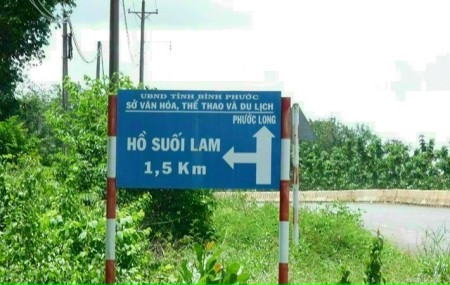 UBND TỈNH BÌNH PHƯỚC
SỞ VĂN HÓA, THỂ THAO VÀ DU LỊCH
PHƯỚC LONG
HỒ SUỐI LAM
1,5 Km